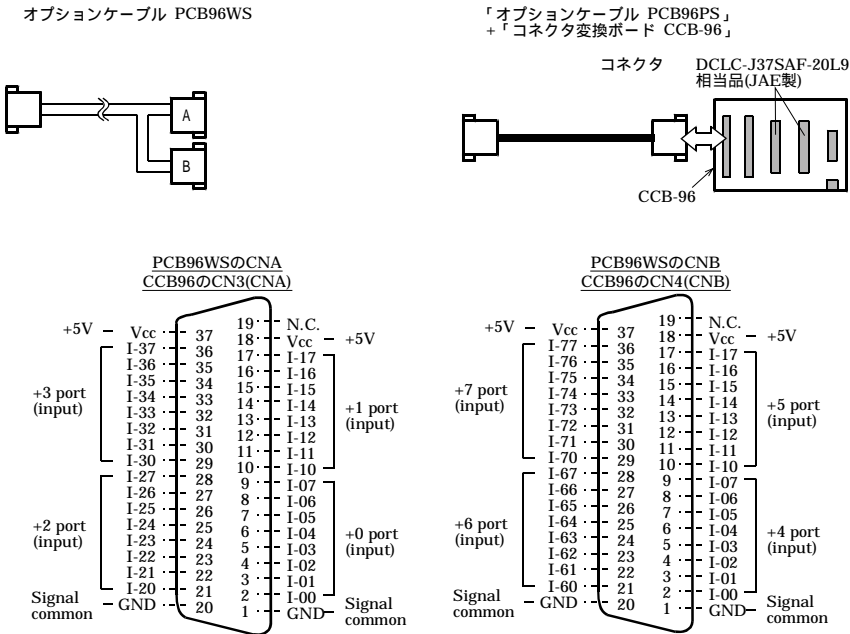 オプションケーブル PCB96WS
A
B
「オプションケーブル PCB96PS」
+「コネクタ変換ボード CCB-96」
コネクタ DCLC-J37SAF-20L9
相当品(JAE製)
CCB-96
PCB96WSのCNA
CCB96のCN3(CNA)
+5V Vcc 37
I-37 36
I-36 35
I-35 34
I-34 33
I-33 32
I-32 31
I-31 30
I-30 29
I-27 28
I-26 27
I-25 26
I-24 25
I-23 24
I-22 23
I-21 22
I-20 21
GND 20
+3 port
(input)
+2 port
(input)
Signal
common
19 N.C.
18 Vcc +5V
17 I-17
16 I-16
15 I-15
14 I-14
13 I-13
12 I-12
11 I-11
10 I-10
9 I-07
8 I-06
7 I-05
6 I-04
5 I-03
4 I-02
3 I-01
2 I-00
1 GND
+1 port
(input)
+0 port
(input)
Signal
common
PCB96WSのCNB
CCB96のCN4(CNB)
+5V Vcc 37
I-77 36
I-76 35
I-75 34
I-74 33
I-73 32
I-72 31
I-71 30
I-70 29
I-67 28
I-66 27
I-65 26
I-64 25
I-63 24
I-62 23
I-61 22
I-60 21
GND 20
+7 port
(input)
+6 port
(input)
Signal
common
19 N.C.
18 Vcc +5V
17 I-17
16 I-16
15 I-15
14 I-14
13 I-13
12 I-12
11 I-11
10 I-10
9 I-07
8 I-06
7 I-05
6 I-04
5 I-03
4 I-02
3 I-01
2 I-00
1 GND
+5 port
(input)
+4 port
(input)
Signal
common